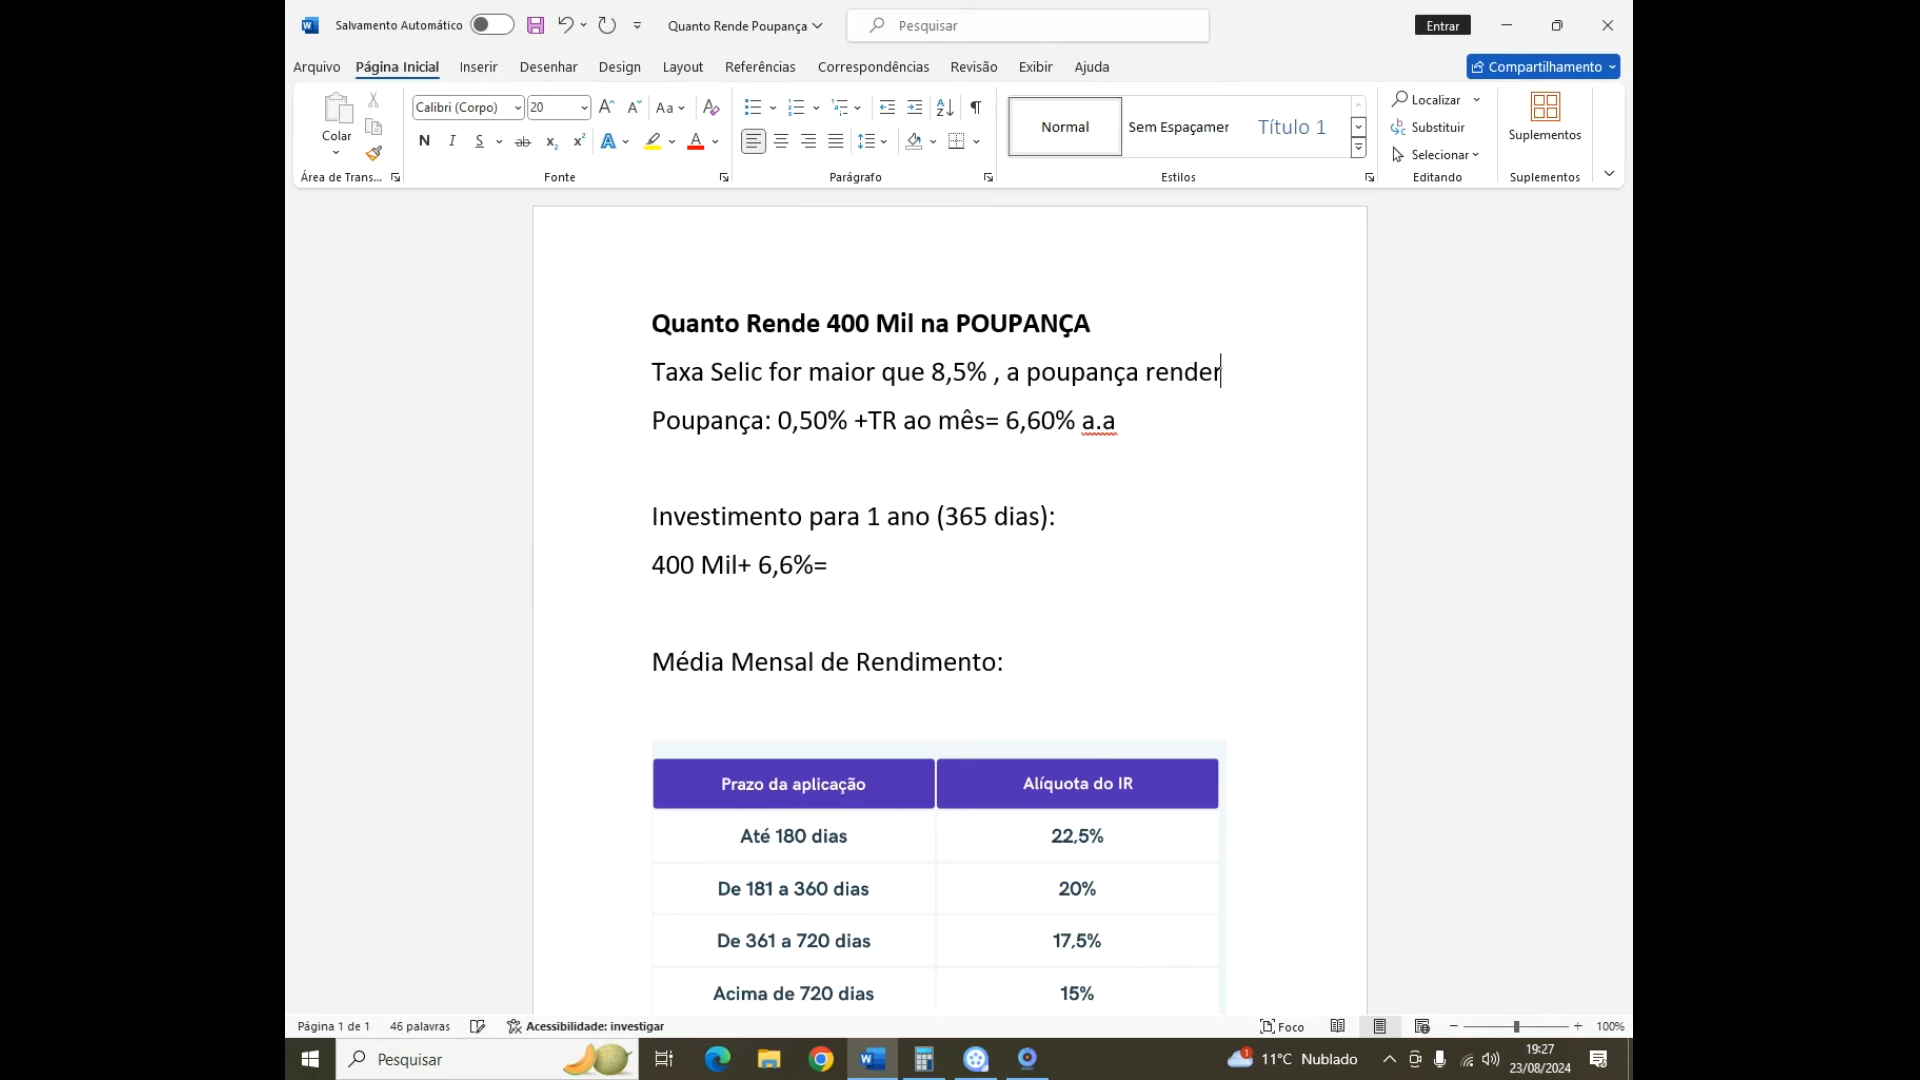 Salvamento Automático
Quanto Rende Poupança
Pesquisar
Entrar
Arquivo Página Inicial Inserir Desenhar Design Layout Referências Correspondências Revisão Exibir Ajuda
Compartilhamento
Colar
Calibri (Corpo) 20
Normal
Sem Espaçamer
Título 1
Localizar
Substituir
Selecionar
Suplementos
Área de Trans...
Fonte
Parágrafo
Estilos
Editando
Suplementos
Quanto Rende 400 Mil na POUPANÇA
Taxa Selic for maior que 8,5% , a poupança render
Poupança: 0,50% +TR ao mês= 6,60% a.a
Investimento para 1 ano (365 dias):
400 Mil+ 6,6%=
Média Mensal de Rendimento:
Prazo da aplicação Alíquota do IR
Até 180 dias 22,5%
De 181 a 360 dias 20%
De 361 a 720 dias 17,5%
Acima de 720 dias 15%
Página 1 de 1 46 palavras Acessibilidade: investigar Foco 100%
Pesquisar
11°C Nublado
19:27
23/08/2024